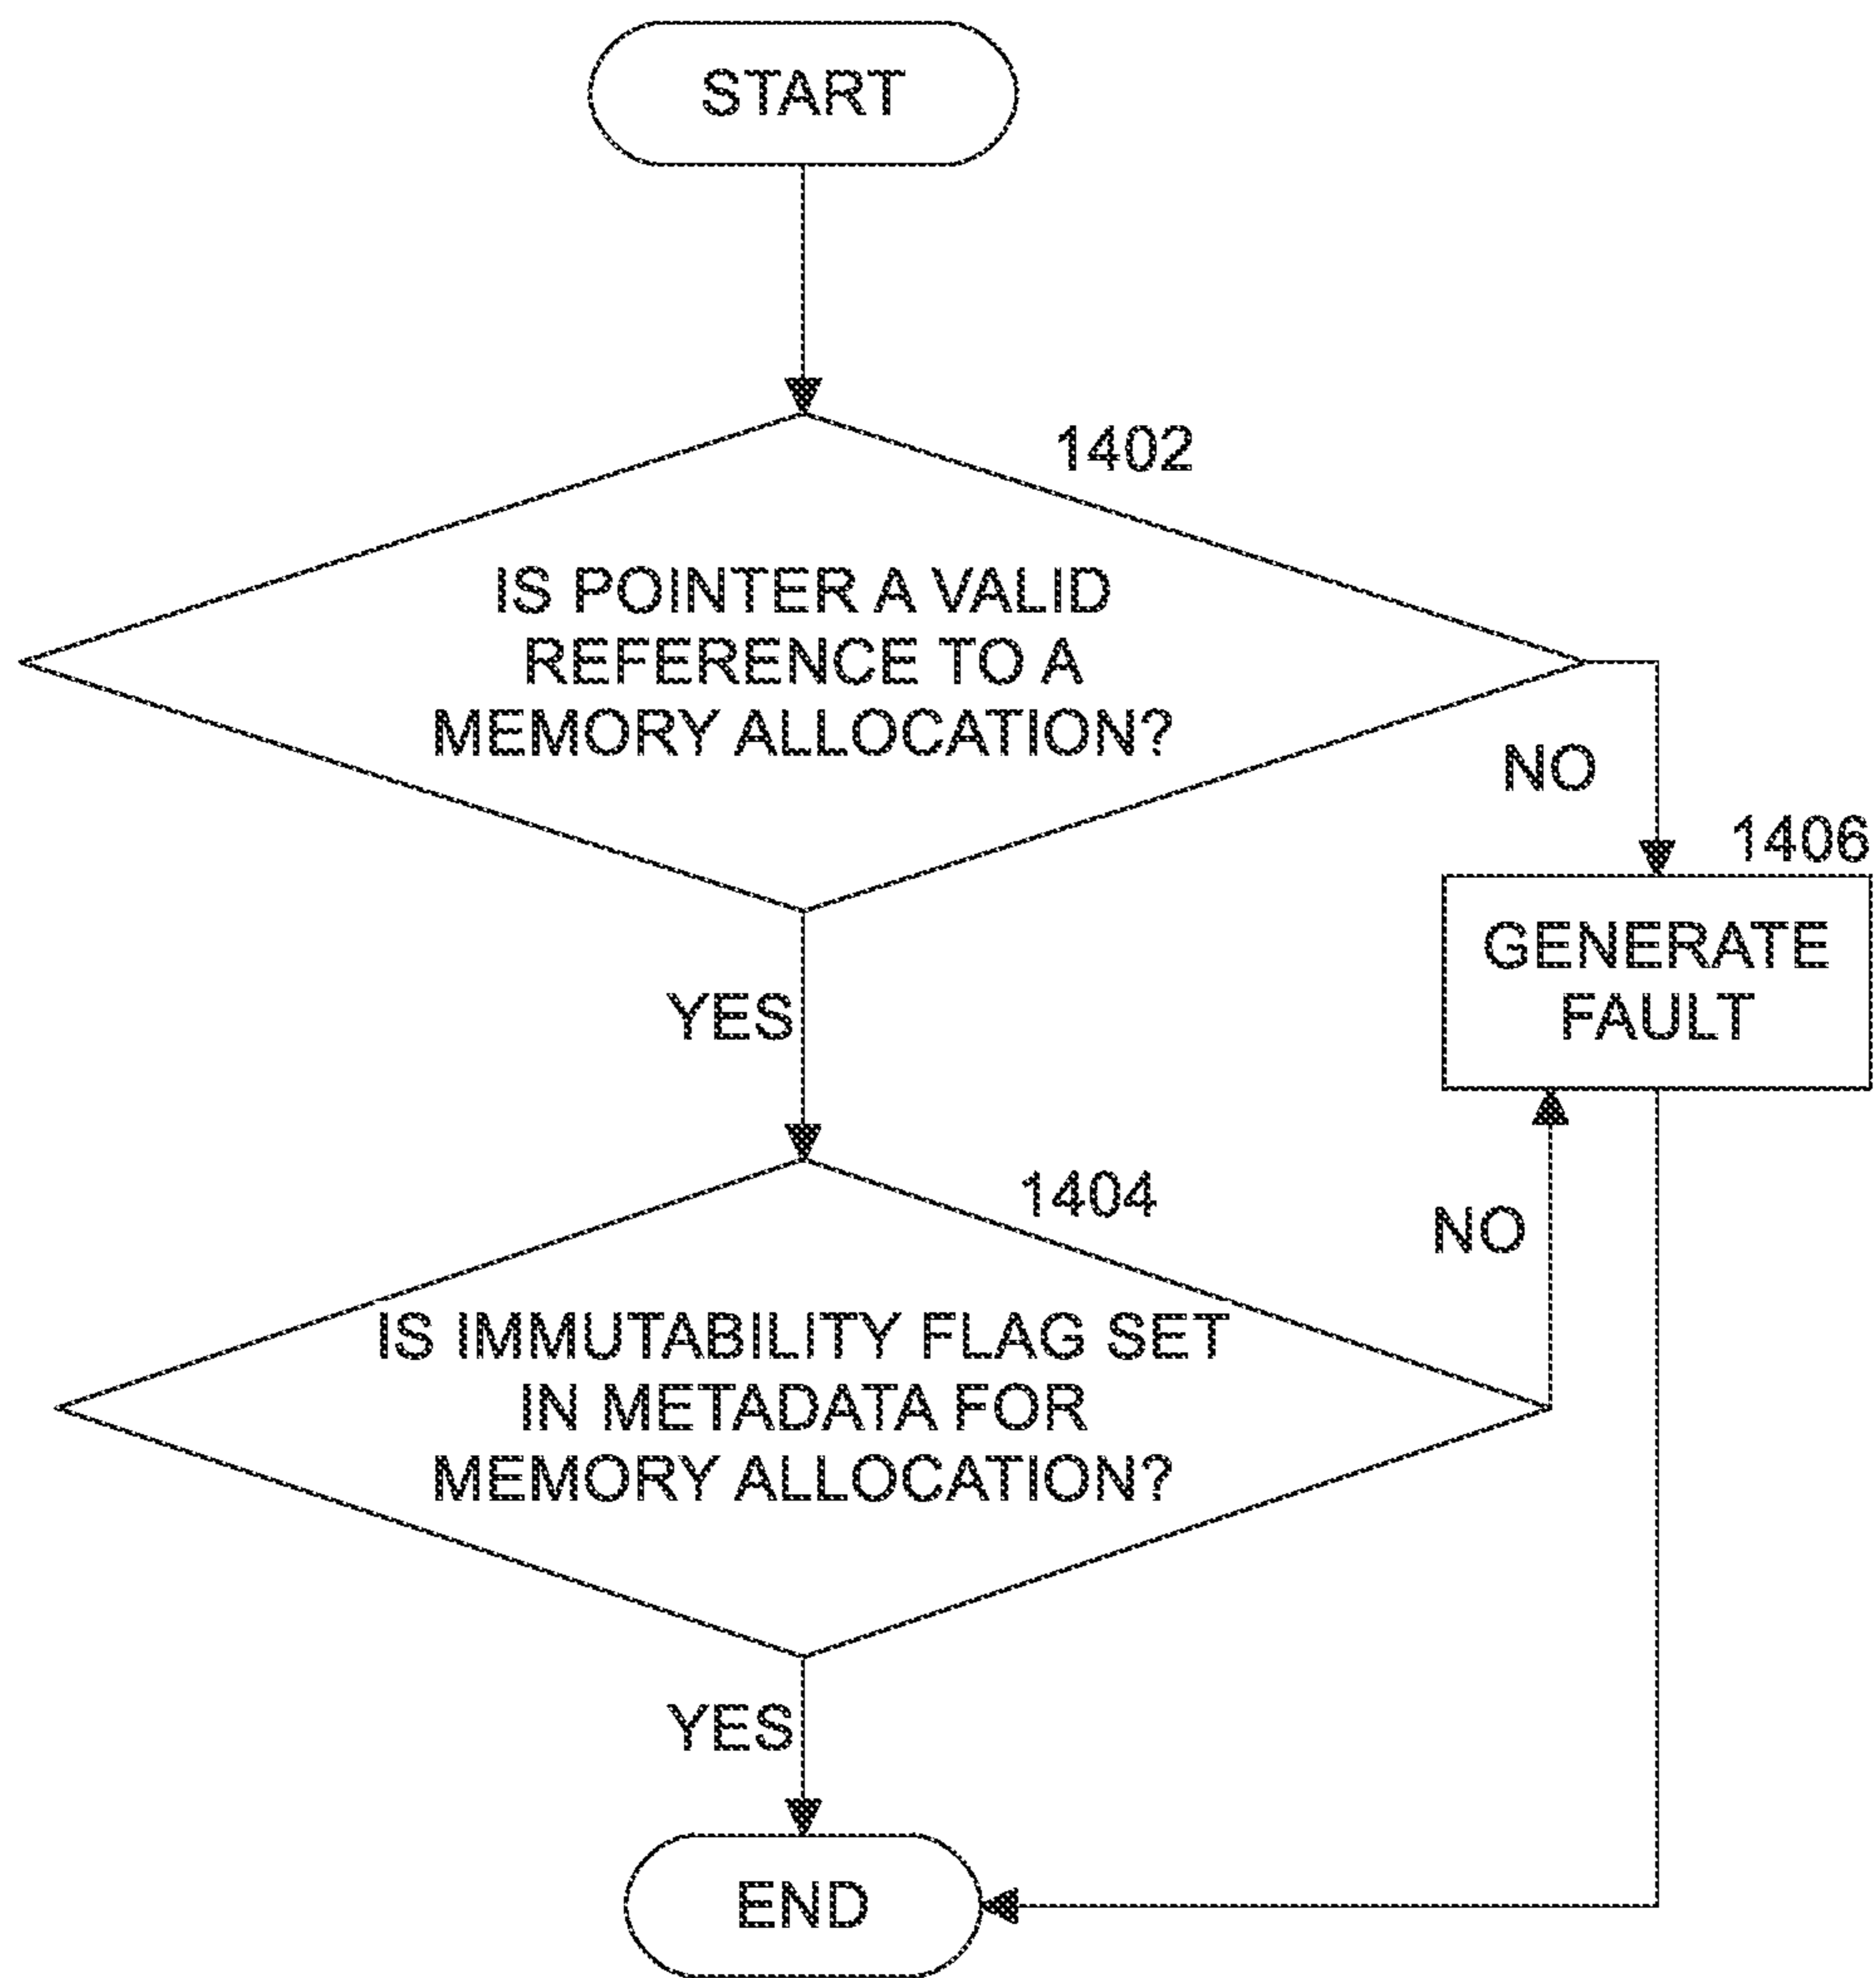 START
1402
IS POINTER A VALID
REFERENCE TO A
MEMORY ALLOCATION?
NO
1406
GENERATE
FAULT
YES
1404
NO
IS IMMUTABILITY FLAG SET
IN METADATA FOR
MEMORY ALLOCATION?
YES
END